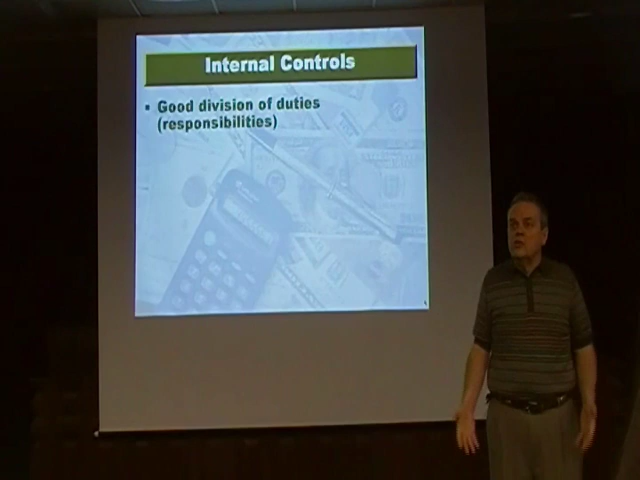 Internal Controls
▪ Good division of duties
(responsibilities)